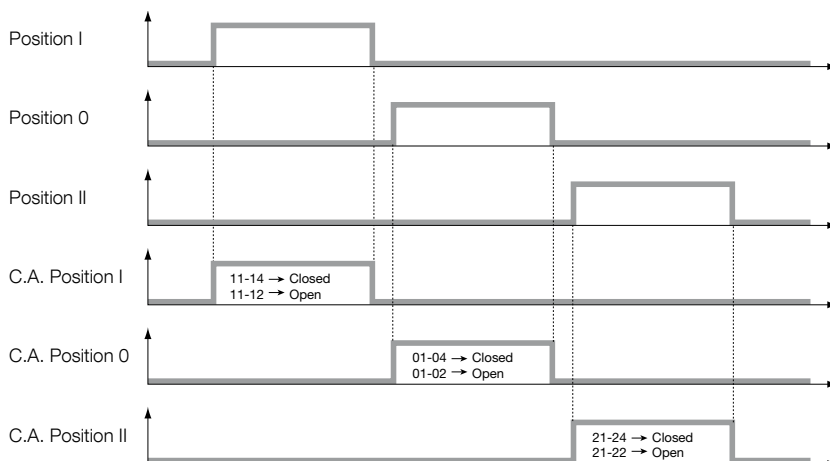 Position I
Position 0
Position II
C.A. Position I
11-14 → Closed
11-12 → Open
C.A. Position 0
01-04 → Closed
01-02 → Open
C.A. Position II
21-24 → Closed
21-22 → Open